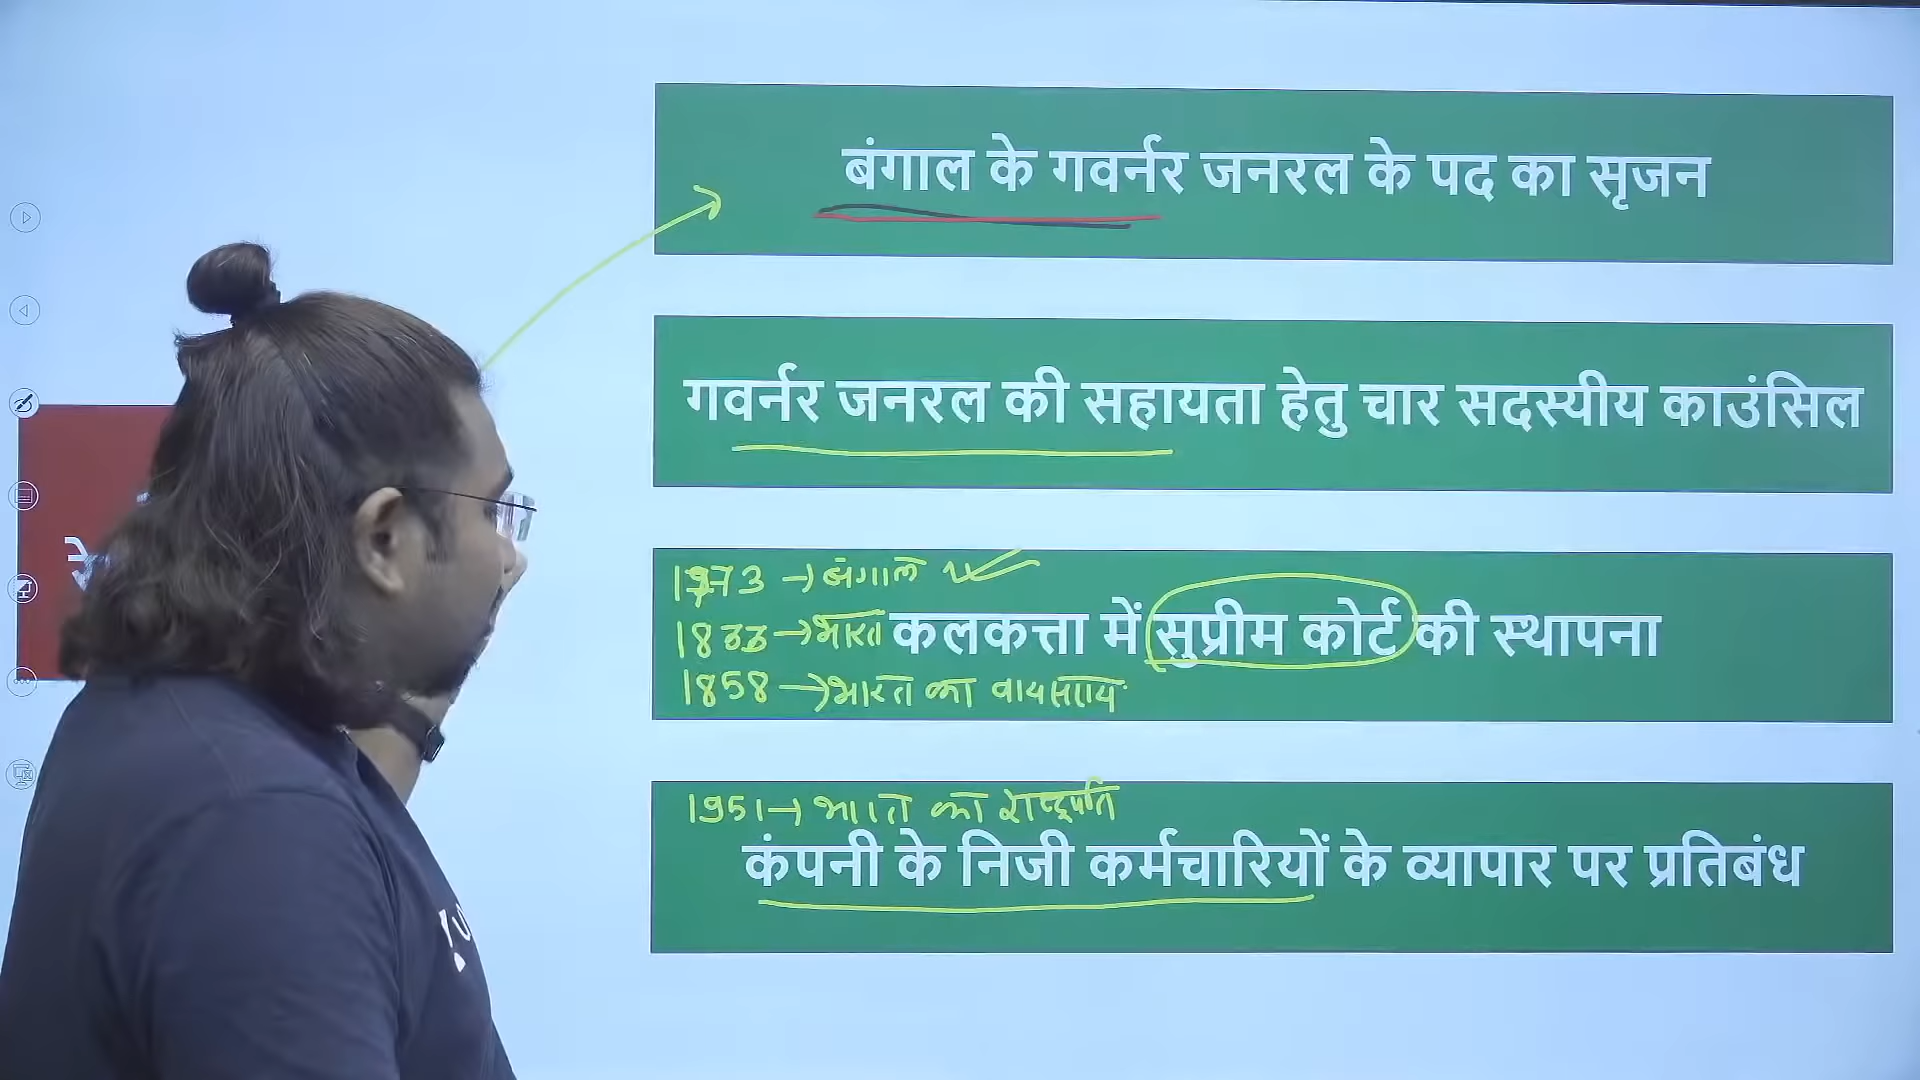 बंगाल के गवर्नर जनरल के पद का सृजन
गवर्नर जनरल की सहायता हेतु चार सदस्यीय काउंसिल
1773 → बंगाल
1833 → भारत
कलकत्ता में सुप्रीम कोर्ट की स्थापना
1858 → भारत का वायसराय
1951 → भारत का राष्ट्रपति
कंपनी के निजी कर्मचारियों के व्यापार पर प्रतिबंध